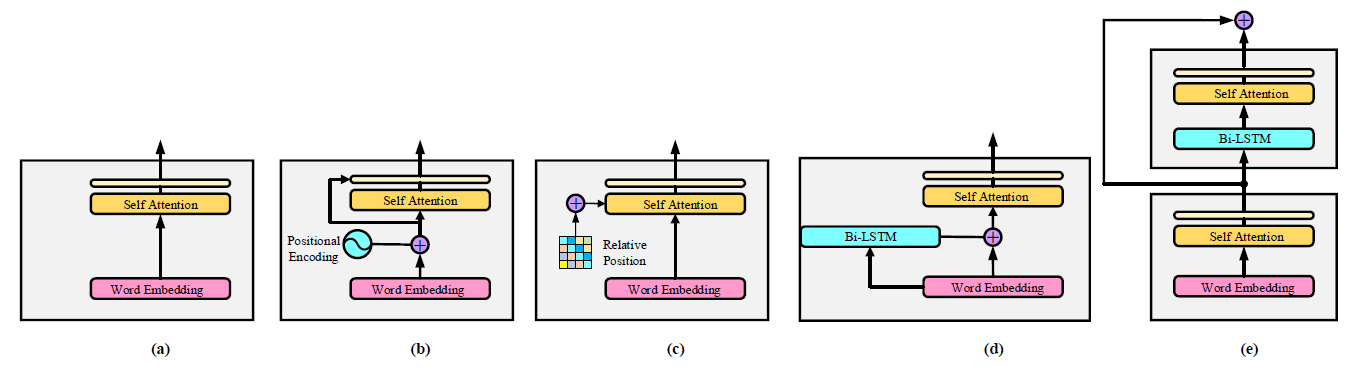 Self Attention
Word Embedding
(a)
Self Attention
Positional
Encoding
Word Embedding
(b)
Self Attention
Relative
Position
Word Embedding
(c)
Self Attention
Bi-LSTM
Word Embedding
(d)
Self Attention
Bi-LSTM
Self Attention
Word Embedding
(e)